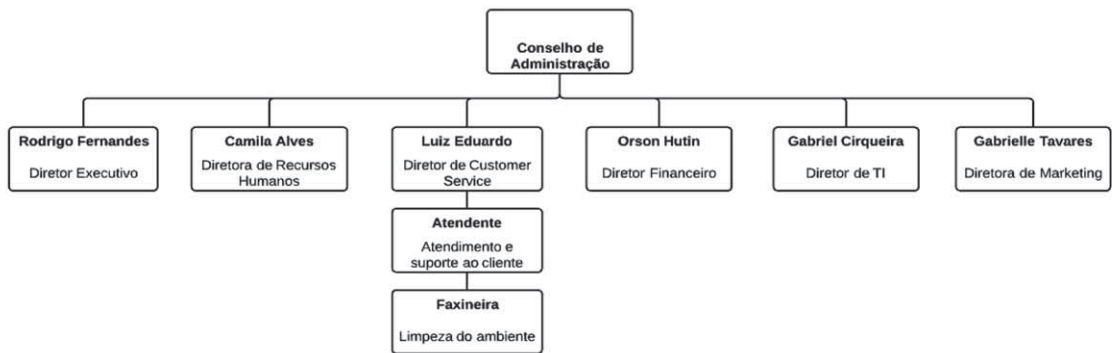 Conselho de
Administração
Rodrigo Fernandes
Diretor Executivo
Camila Alves
Diretora de Recursos
Humanos
Luiz Eduardo
Diretor de Customer
Service
Orson Hutin
Diretor Financeiro
Gabriel Cirqueira
Diretor de TI
Gabrielle Tavares
Diretora de Marketing
Atendente
Atendimento e
suporte ao cliente
Faxineira
Limpeza do ambiente